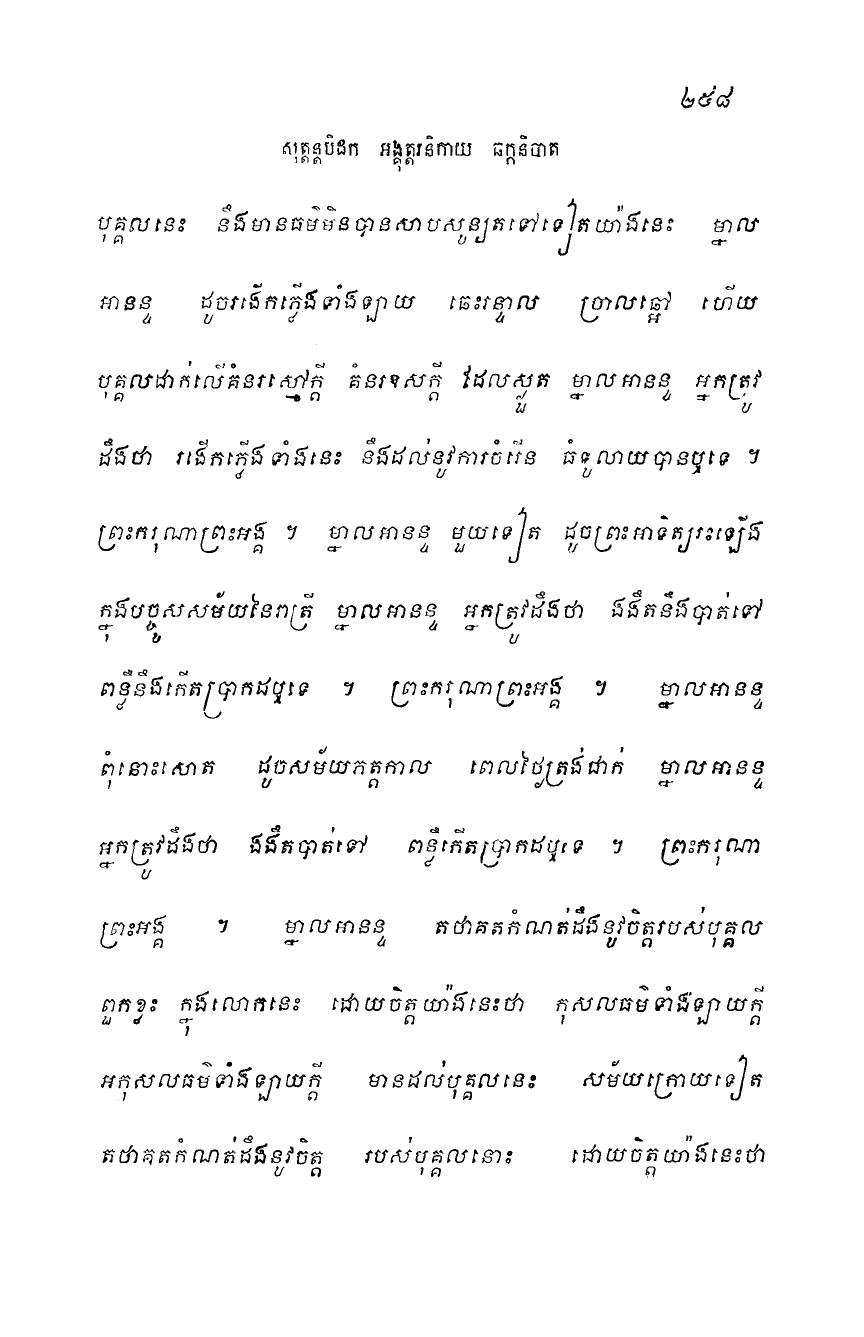 ២៥៨
សុត្តន្តបិដក អង្គុត្តរនិកាយ ឆក្កនិបាត
បុគ្គលនេះ នឹងមានធម៌មិនបានសាបសូន្យតទៅទៀតយ៉ាងនេះ ម្នាល
អានន្ទ ដូចរងើកភ្លើងទាំងឡាយ ឆេះរន្ទាល ច្រាលឆ្អៅ ហើយ
បុគ្គលដាក់លើគំនរស្មៅក្តី គំនរឧសក្តី ដែលស្ងួត ម្នាលអានន្ទ អ្នកត្រូវ
ដឹងថា រងើកភ្លើងទាំងនេះ នឹងដល់នូវការចំរើន ធំទូលាយបានឬទេ ។
ព្រះករុណាព្រះអង្គ ។ ម្នាលអានន្ទ មួយទៀត ដូចព្រះអាទិត្យរះឡើង
ក្នុងបច្ចូសសម័យនៃរាត្រី ម្នាលអានន្ទ អ្នកត្រូវដឹងថា ងងឹតនឹងបាត់ទៅ
ពន្លឺនឹងកើតប្រាកដឬទេ ។ ព្រះករុណាព្រះអង្គ ។ ម្នាលអានន្ទ
ពុំនោះសោត ដូចសម័យភត្តកាល ពេលថ្ងៃត្រង់ជាក់ ម្នាលអានន្ទ
អ្នកត្រូវដឹងថា ងងឹតបាត់ទៅ ពន្លឺកើតប្រាកដឬទេ ។ ព្រះករុណា
ព្រះអង្គ ។ ម្នាលអានន្ទ តថាគតកំណត់ដឹងនូវចិត្តរបស់បុគ្គល
ពួកខ្លះ ក្នុងលោកនេះ ដោយចិត្តយ៉ាងនេះថា កុសលធម៌ទាំងឡាយក្តី
អកុសលធម៌ទាំងឡាយក្តី មានដល់បុគ្គលនេះ សម័យក្រោយទៀត
តថាគតកំណត់ដឹងនូវចិត្ត របស់បុគ្គលនោះ ដោយចិត្តយ៉ាងនេះថា